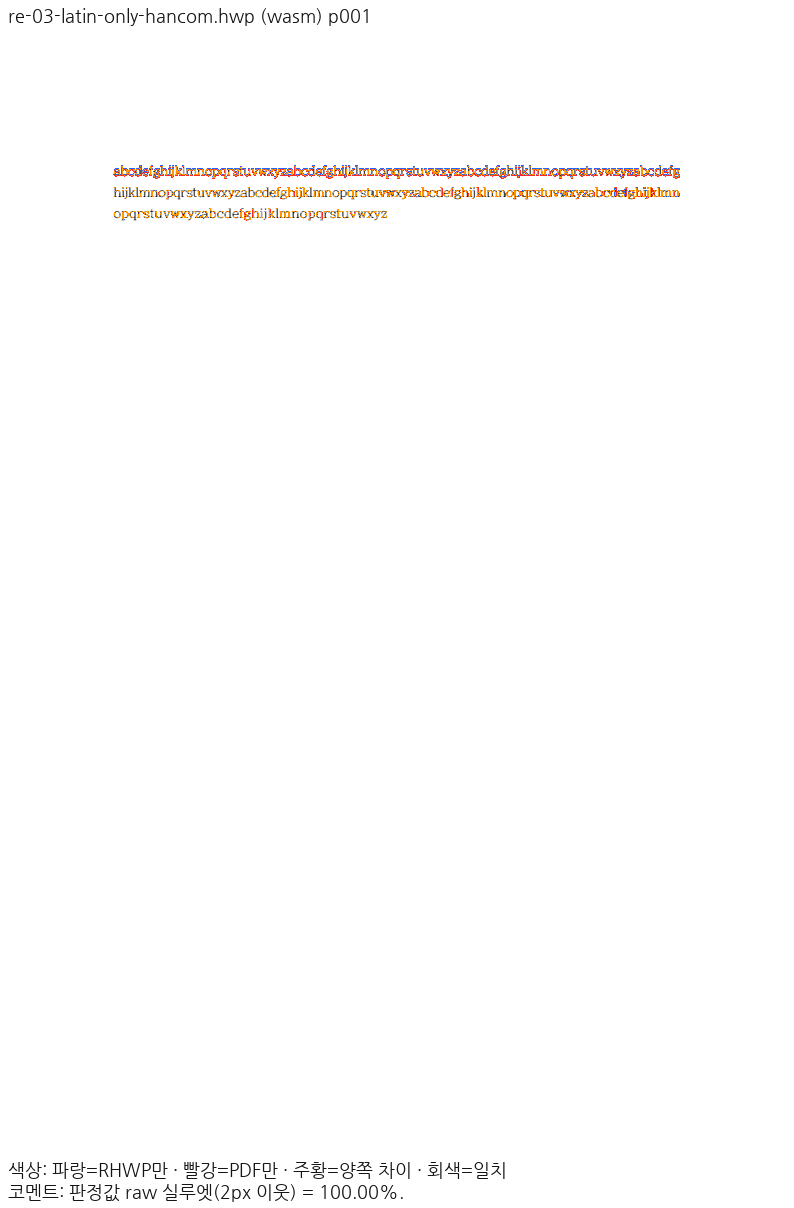 re-03-latin-only-hancom.hwp (wasm) p001
abcdefghijklmnopqrstuvwxyzabcdefghijklmnopqrstuvwxyzabcdefghijklmnopqrstuvwxyzabcdefg
hijklmnopqrstuvwxyzabcdefghijklmnopqrstuvwxyzabcdefghijklmnopqrstuvwxyzabcdefghijklmn
opqrstuvwxyzabcdefghijklmnopqrstuvwxyz
색상: 파랑=RHWP만 · 빨강=PDF만 · 주황=양쪽 차이 · 회색=일치
코멘트: 판정값 raw 실루엣(2px 이웃) = 100.00%.